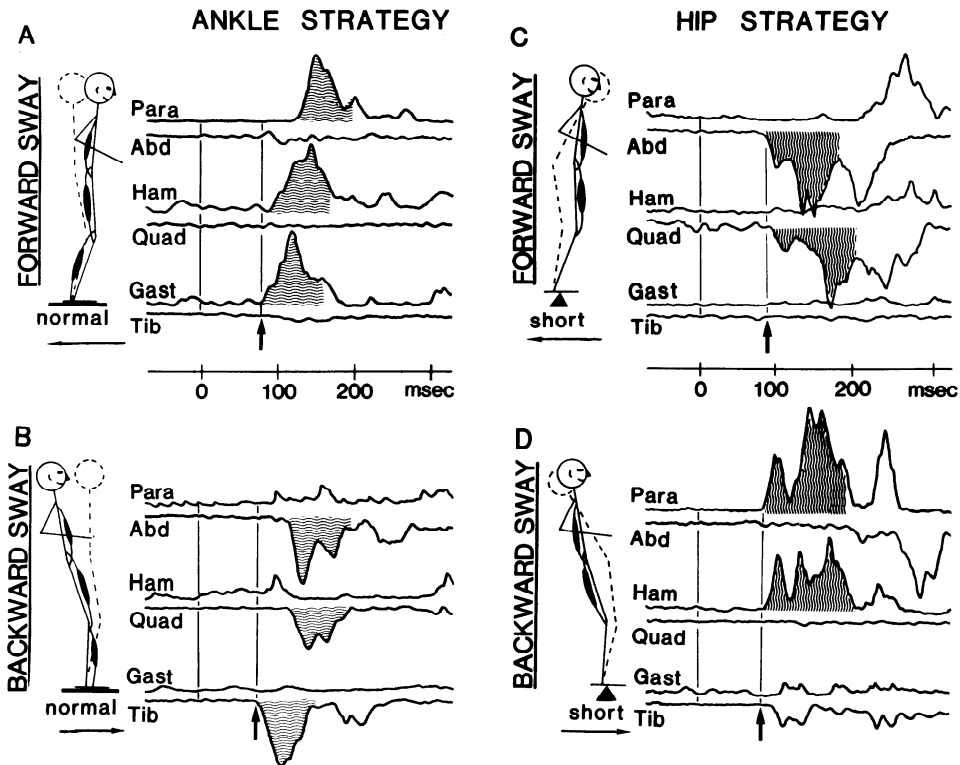 ANKLE STRATEGY
A
FORWARD SWAY
Para
Abd
Ham
Quad
Gast
Tib
normal
0 100 200 msec
B
BACKWARD SWAY
Para
Abd
Ham
Quad
Gast
Tib
normal
HIP STRATEGY
C
FORWARD SWAY
Para
Abd
Ham
Quad
Gast
Tib
short
0 100 200 msec
D
BACKWARD SWAY
Para
Abd
Ham
Quad
Gast
Tib
short